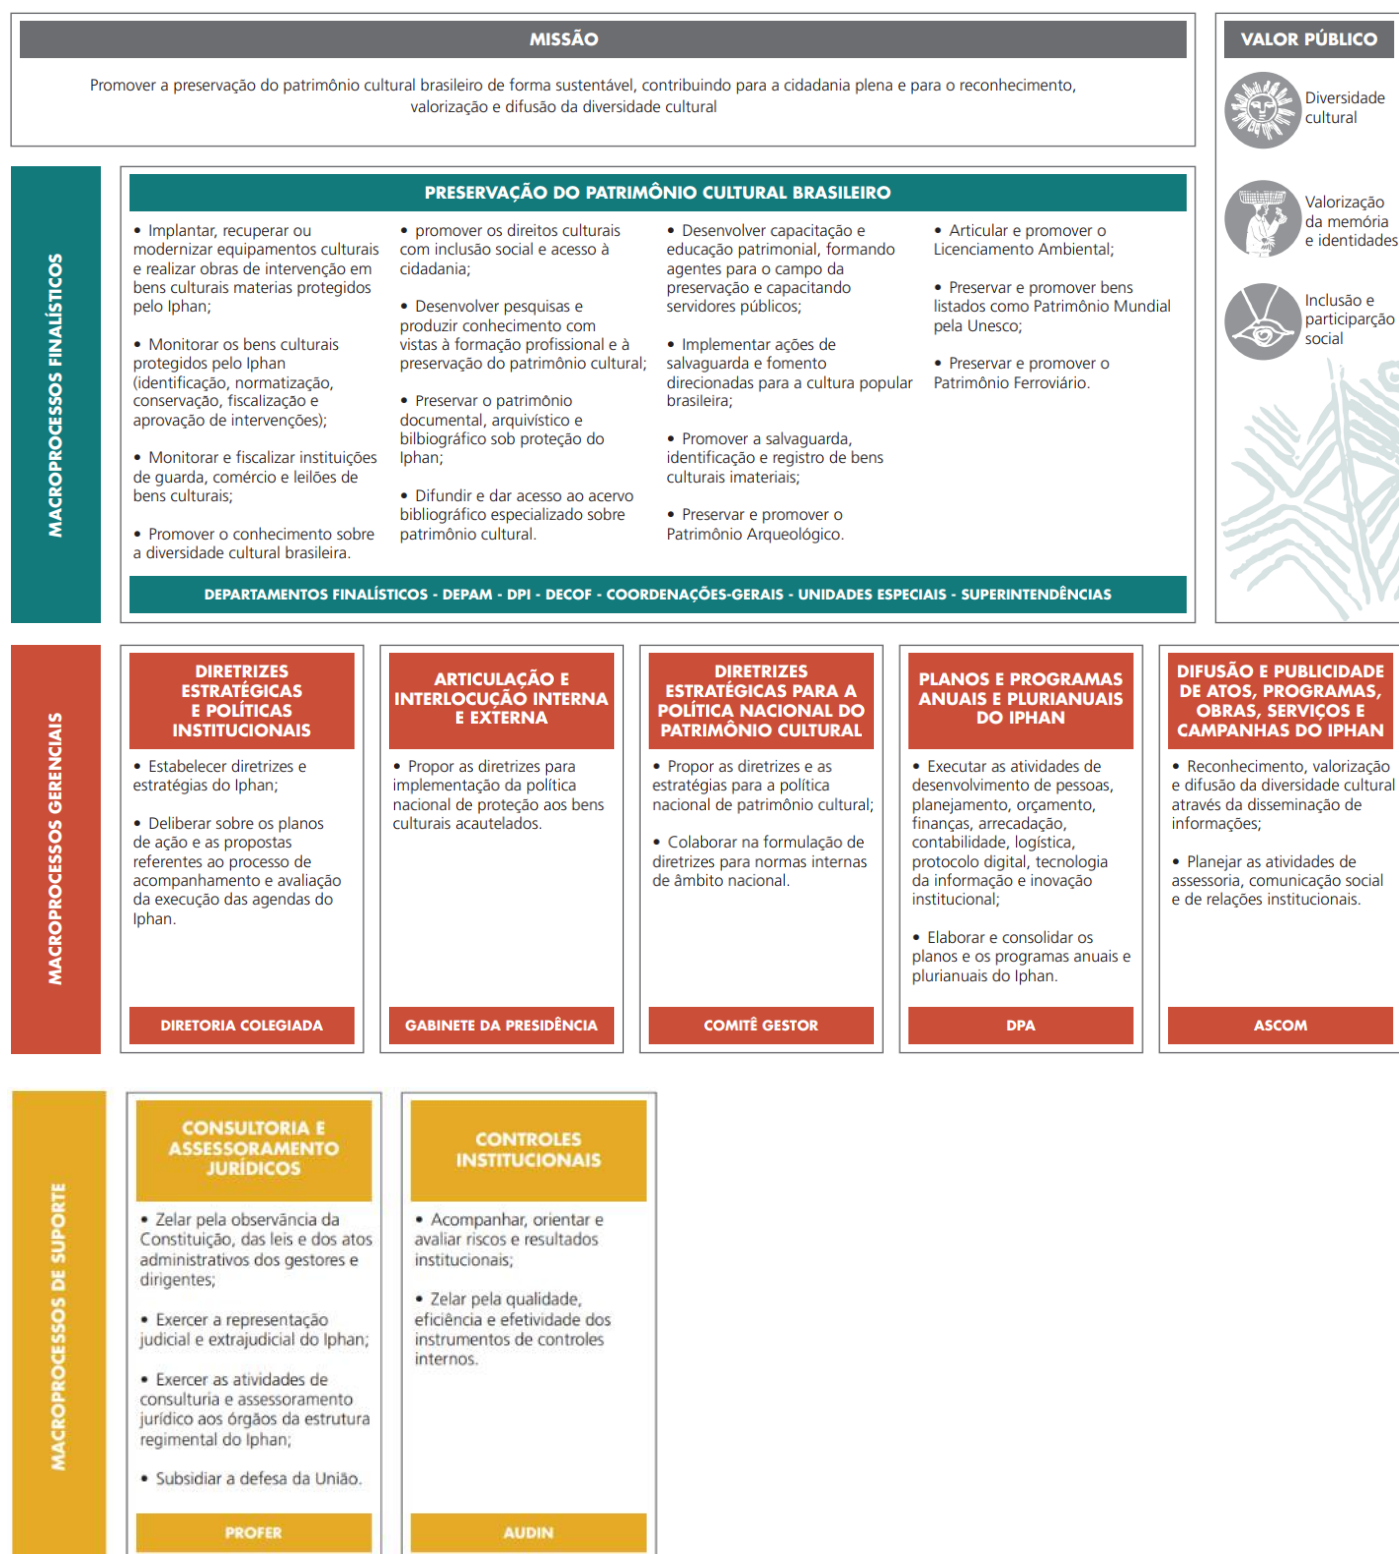 MISSÃO
Promover a preservação do patrimônio cultural brasileiro de forma sustentável, contribuindo para a cidadania plena e para o reconhecimento,
valorização e difusão da diversidade cultural
VALOR PÚBLICO
Diversidade
cultural
Valorização
da memória
e identidades
Inclusão e
participarção
social
MACROPROCESSOS FINALÍSTICOS
PRESERVAÇÃO DO PATRIMÔNIO CULTURAL BRASILEIRO
• Implantar, recuperar ou
modernizar equipamentos culturais
e realizar obras de intervenção em
bens culturais materias protegidos
pelo Iphan;
• Monitorar os bens culturais
protegidos pelo Iphan
(identificação, normatização,
conservação, fiscalização e
aprovação de intervenções);
• Monitorar e fiscalizar instituições
de guarda, comércio e leilões de
bens culturais;
• Promover o conhecimento sobre
a diversidade cultural brasileira.
• promover os direitos culturais
com inclusão social e acesso à
cidadania;
• Desenvolver pesquisas e
produzir conhecimento com
vistas à formação profissional e à
preservação do patrimônio cultural;
• Preservar o patrimônio
documental, arquivístico e
bilbiográfico sob proteção do
Iphan;
• Difundir e dar acesso ao acervo
bibliográfico especializado sobre
patrimônio cultural.
• Desenvolver capacitação e
educação patrimonial, formando
agentes para o campo da
preservação e capacitando
servidores públicos;
• Implementar ações de
salvaguarda e fomento
direcionadas para a cultura popular
brasileira;
• Promover a salvaguarda,
identificação e registro de bens
culturais imateriais;
• Preservar e promover o
Patrimônio Arqueológico.
• Articular e promover o
Licenciamento Ambiental;
• Preservar e promover bens
listados como Patrimônio Mundial
pela Unesco;
• Preservar e promover o
Patrimônio Ferroviário.
DEPARTAMENTOS FINALÍSTICOS - DEPAM - DPI - DECOF - COORDENAÇÕES-GERAIS - UNIDADES ESPECIAIS - SUPERINTENDÊNCIAS
MACROPROCESSOS GERENCIAIS
DIRETRIZES
ESTRATÉGICAS
E POLÍTICAS
INSTITUCIONAIS
• Estabelecer diretrizes e
estratégias do Iphan;
• Deliberar sobre os planos
de ação e as propostas
referentes ao processo de
acompanhamento e avaliação
da execução das agendas do
Iphan.
DIRETORIA COLEGIADA
ARTICULAÇÃO E
INTERLOCUÇÃO INTERNA
E EXTERNA
• Propor as diretrizes para
implementação da política
nacional de proteção aos bens
culturais acautelados.
GABINETE DA PRESIDÊNCIA
DIRETRIZES
ESTRATÉGICAS PARA A
POLÍTICA NACIONAL DO
PATRIMÔNIO CULTURAL
• Propor as diretrizes e as
estratégias para a política
nacional de patrimônio cultural;
• Colaborar na formulação de
diretrizes para normas internas
de âmbito nacional.
COMITÊ GESTOR
PLANOS E PROGRAMAS
ANUAIS E PLURIANUAIS
DO IPHAN
• Executar as atividades de
desenvolvimento de pessoas,
planejamento, orçamento,
finanças, arrecadação,
contabilidade, logística,
protocolo digital, tecnologia
da informação e inovação
institucional;
• Elaborar e consolidar os
planos e os programas anuais e
plurianuais do Iphan.
DPA
DIFUSÃO E PUBLICIDADE
DE ATOS, PROGRAMAS,
OBRAS, SERVIÇOS E
CAMPANHAS DO IPHAN
• Reconhecimento, valorização
e difusão da diversidade cultural
através da disseminação de
informações;
• Planejar as atividades de
assessoria, comunicação social
e de relações institucionais.
ASCOM
MACROPROCESSOS DE SUPORTE
CONSULTORIA E
ASSESSORAMENTO
JURÍDICOS
• Zelar pela observância da
Constituição, das leis e dos atos
administrativos dos gestores e
dirigentes;
• Exercer a representação
judicial e extrajudicial do Iphan;
• Exercer as atividades de
consulturia e assessoramento
jurídico aos órgãos da estrutura
regimental do Iphan;
• Subsidiar a defesa da União.
PROFER
CONTROLES
INSTITUCIONAIS
• Acompanhar, orientar e
avaliar riscos e resultados
institucionais;
• Zelar pela qualidade,
eficiência e efetividade dos
instrumentos de controles
internos.
AUDIN